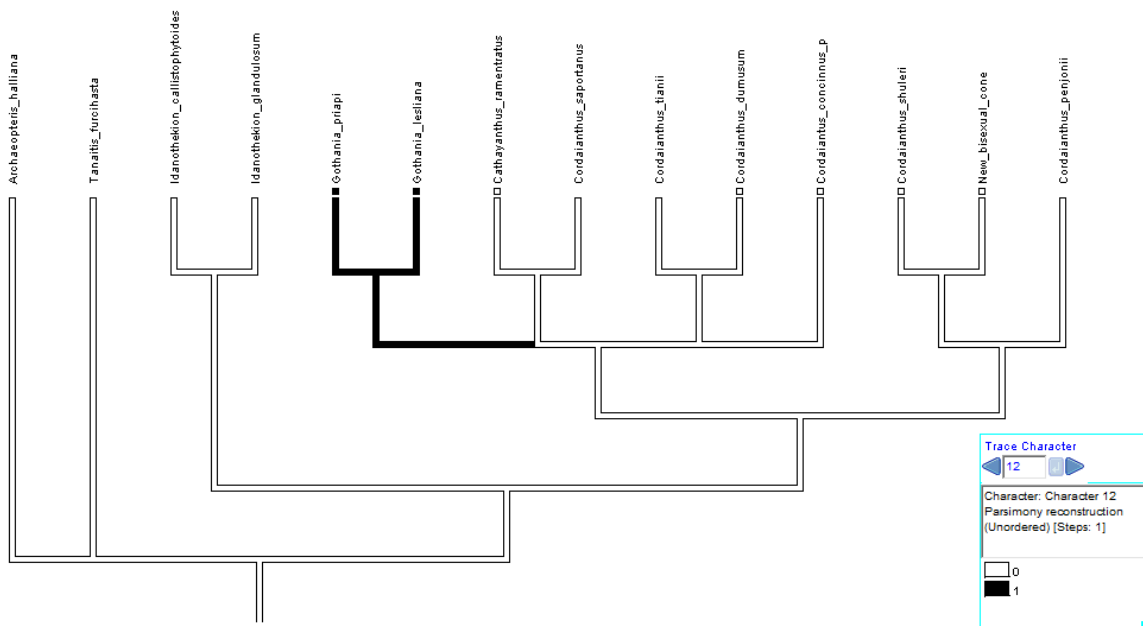 Archaeopteris_halliana
Tanaitis_furcihasta
Idanothekion_callistophytoides
Idanothekion_glandulosum
Gothania_priapi
Gothania_lesliana
Cathayanthus_ramentratus
Cordaianthus_saportanus
Cordaianthus_tianii
Cordaianthus_dumusum
Cordaiantus_concinnus_p
Cordaianthus_shuleri
New_bisexual_cone
Cordaianthus_penjonii
Trace Character
12
Character: Character 12
Parsimony reconstruction
(Unordered) [Steps: 1]
0
1